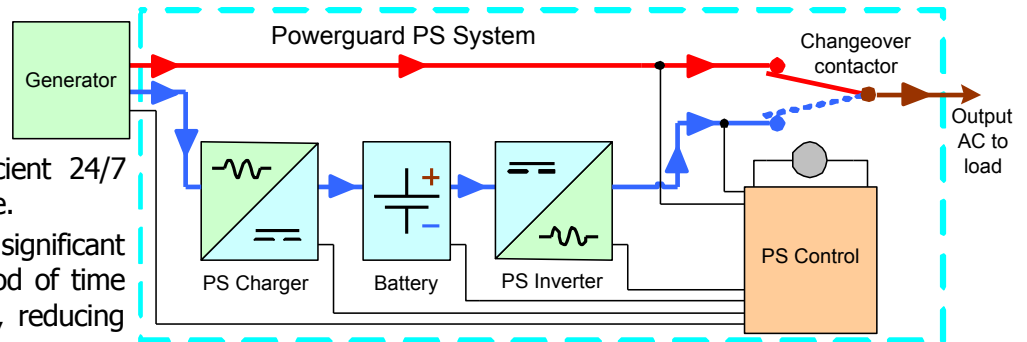 Powerguard PS System
Changeover
contactor
Generator
Output
AC to
load
cient 24/7
e.
significant
od of time
, reducing
+
−
PS Charger
Battery
PS Inverter
PS Control